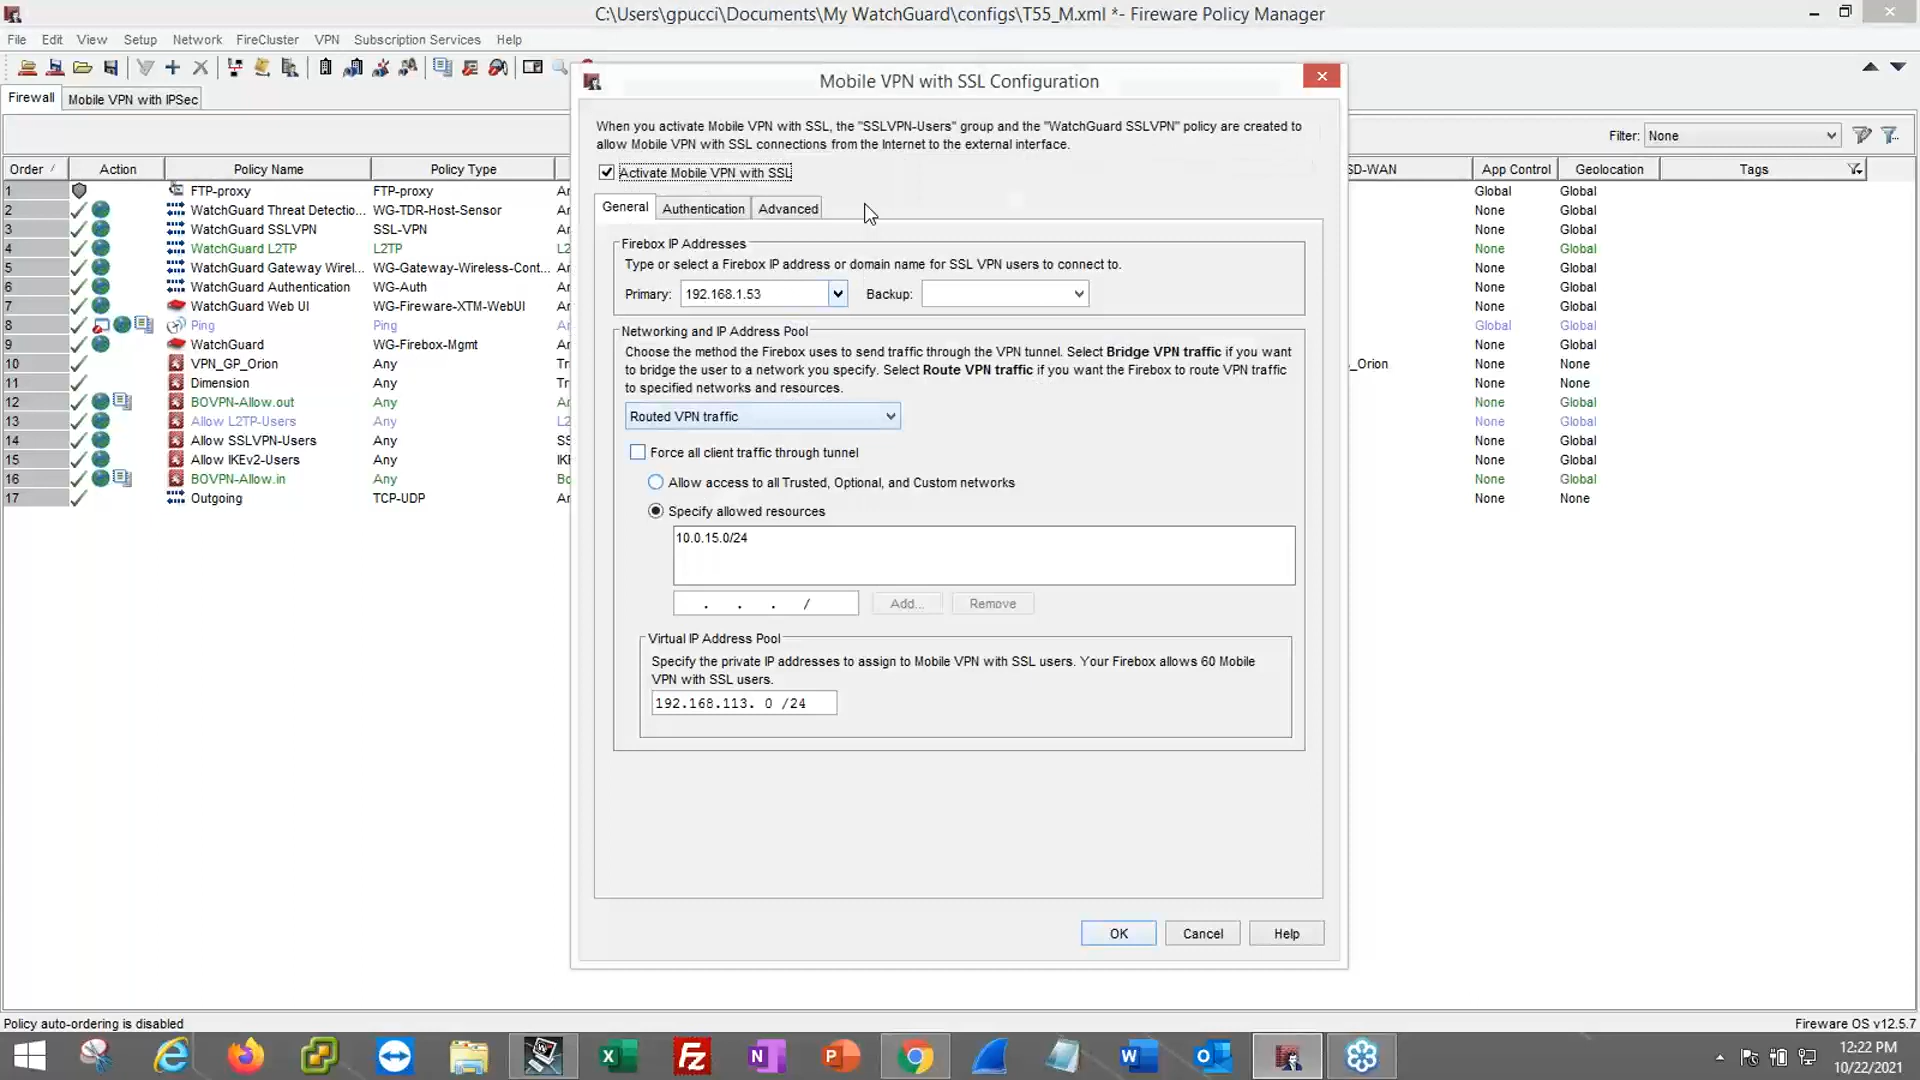 C:\Users\gpucci\Documents\My WatchGuard\configs\T55_M.xml *- Fireware Policy Manager
File Edit View Setup Network FireCluster VPN Subscription Services Help
Firewall Mobile VPN with IPSec
Filter: None
Order / Action Policy Name Policy Type SD-WAN App Control Geolocation Tags
1 FTP-proxy FTP-proxy Ar Global Global
2 WatchGuard Threat Detectio... WG-TDR-Host-Sensor Ar None Global
3 WatchGuard SSLVPN SSL-VPN Ar None Global
4 WatchGuard L2TP L2TP L2 None Global
5 WatchGuard Gateway Wirel... WG-Gateway-Wireless-Cont... Ar None Global
6 WatchGuard Authentication WG-Auth Ar None Global
7 WatchGuard Web UI WG-Fireware-XTM-WebUI Ar None Global
8 Ping Ping Ar Global Global
9 WatchGuard WG-Firebox-Mgmt Ar None Global
10 VPN_GP_Orion Any Tr _Orion None None
11 Dimension Any Tr None None
12 BOVPN-Allow.out Any Ar None Global
13 Allow L2TP-Users Any L2 None Global
14 Allow SSLVPN-Users Any SS None Global
15 Allow IKEv2-Users Any IKE None Global
16 BOVPN-Allow.in Any Bo None Global
17 Outgoing TCP-UDP Ar None None
Mobile VPN with SSL Configuration
When you activate Mobile VPN with SSL, the "SSLVPN-Users" group and the "WatchGuard SSLVPN" policy are created to
allow Mobile VPN with SSL connections from the Internet to the external interface.
Activate Mobile VPN with SSL
General Authentication Advanced
Firebox IP Addresses
Type or select a Firebox IP address or domain name for SSL VPN users to connect to.
Primary: 192.168.1.53 Backup:
Networking and IP Address Pool
Choose the method the Firebox uses to send traffic through the VPN tunnel. Select Bridge VPN traffic if you want
to bridge the user to a network you specify. Select Route VPN traffic if you want the Firebox to route VPN traffic
to specified networks and resources.
Routed VPN traffic
Force all client traffic through tunnel
Allow access to all Trusted, Optional, and Custom networks
Specify allowed resources
10.0.15.0/24
. . . / Add... Remove
Virtual IP Address Pool
Specify the private IP addresses to assign to Mobile VPN with SSL users. Your Firebox allows 60 Mobile
VPN with SSL users.
192.168.113. 0 /24
OK Cancel Help
Policy auto-ordering is disabled
Fireware OS v12.5.7
12:22 PM
10/22/2021